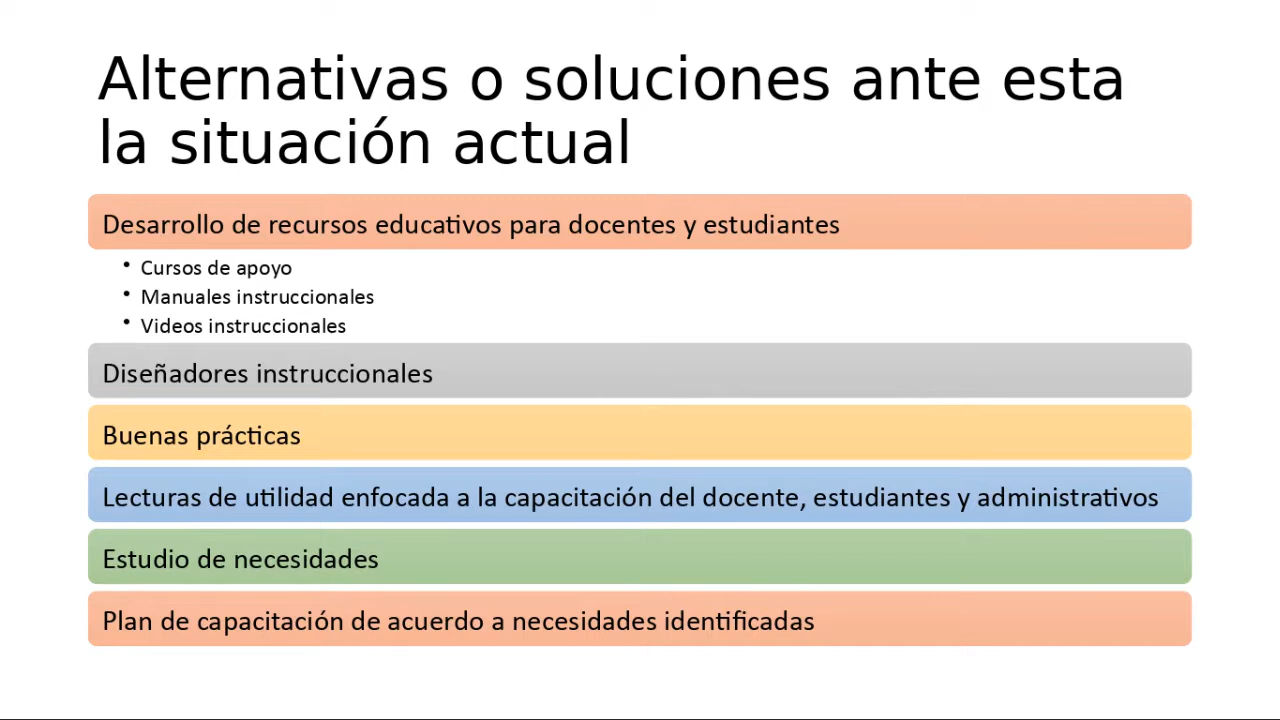 Alternativas o soluciones ante esta
la situación actual
Desarrollo de recursos educativos para docentes y estudiantes
• Cursos de apoyo
• Manuales instruccionales
• Videos instruccionales
Diseñadores instruccionales
Buenas prácticas
Lecturas de utilidad enfocada a la capacitación del docente, estudiantes y administrativos
Estudio de necesidades
Plan de capacitación de acuerdo a necesidades identificadas